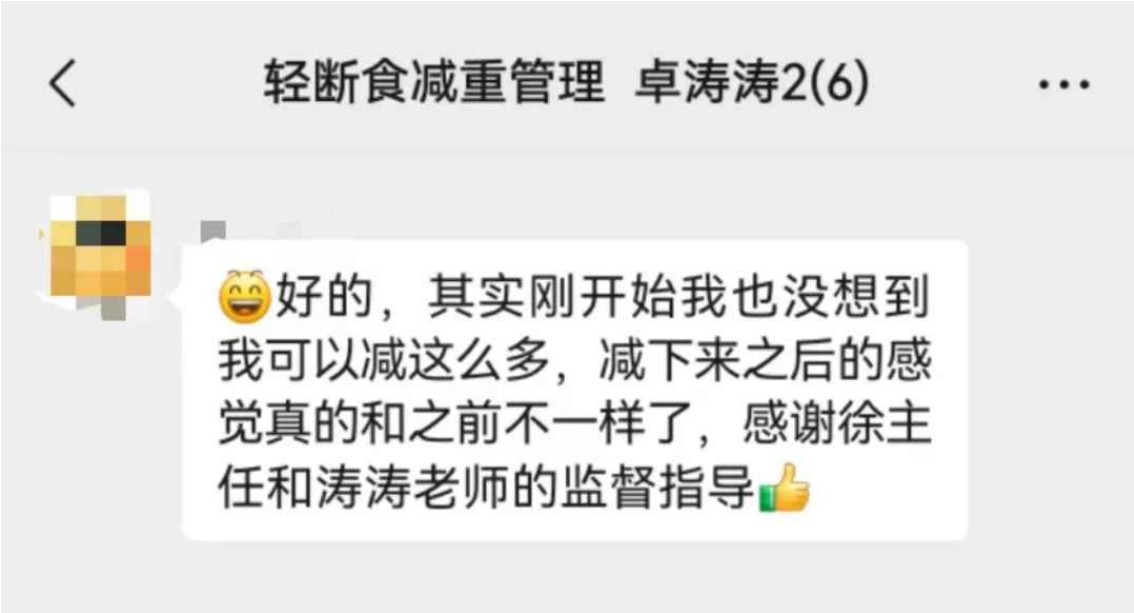 轻断食减重管理 卓涛涛2(6)
😄好的，其实刚开始我也没想到
我可以减这么多，减下来之后的感
觉真的和之前不一样了，感谢徐主
任和涛涛老师的监督指导👍